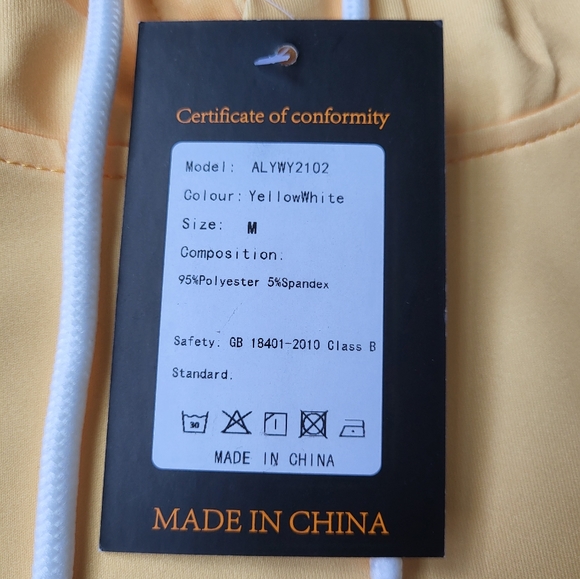 Certificate of conformity
Model: ALYWY2102
Colour: YellowWhite
Size: M
Composition:
95%Polyester 5%Spandex
Safety: GB 18401-2010 Class B
Standard.
30
MADE IN CHINA
MADE IN CHINA